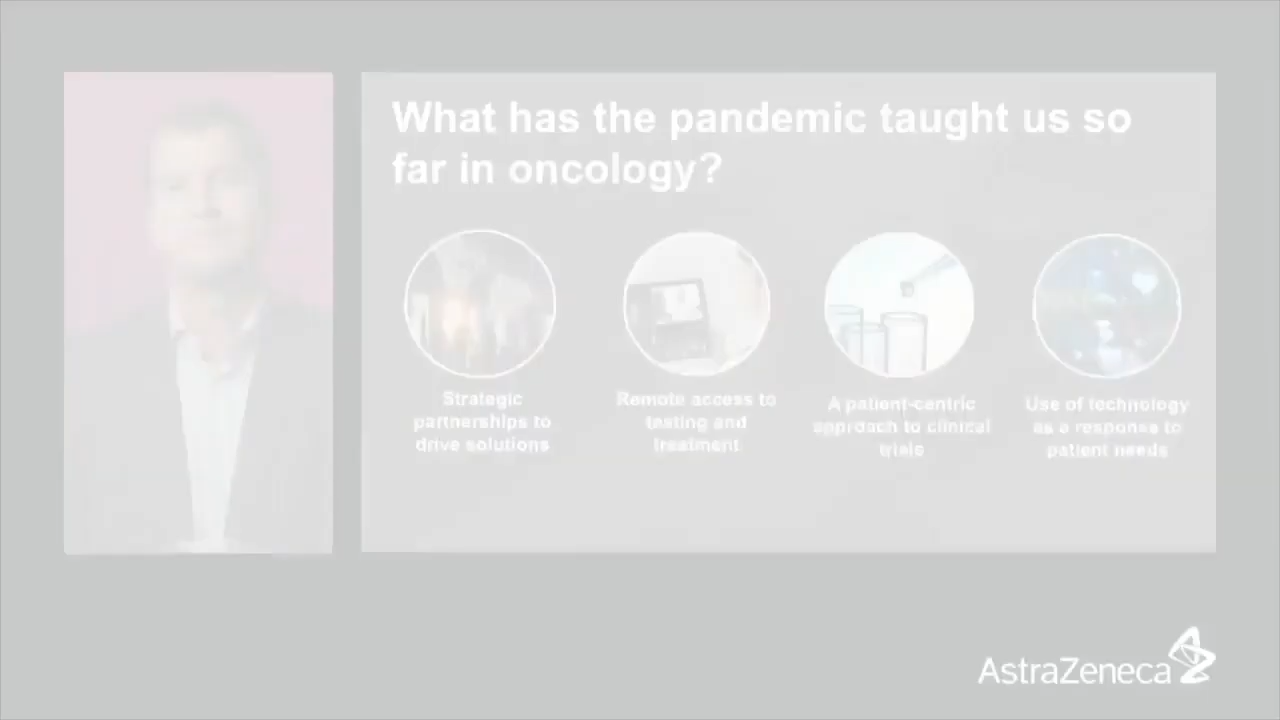 What has the pandemic taught us so
far in oncology?
Strategic
partnerships to
drive solutions
Remote access to
testing and
treatment
A patient-centric
approach to clinical
trials
Use of technology
as a response to
patient needs
AstraZeneca